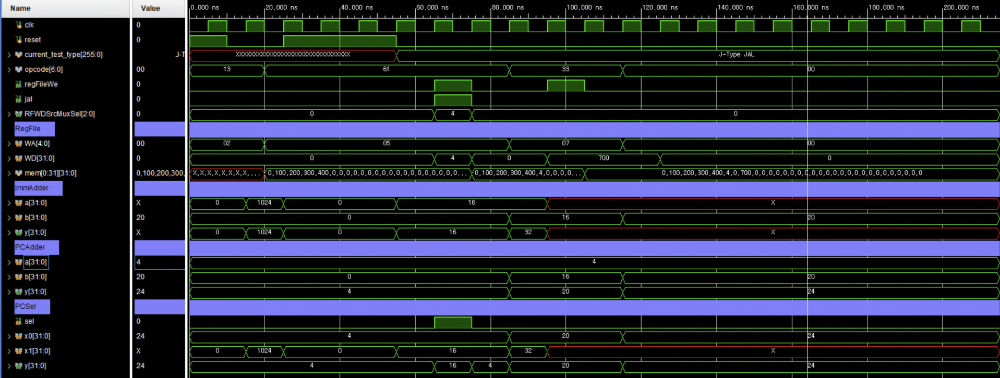 Name Value 0,000 ns 20,000 ns 40,000 ns 60,000 ns 80,000 ns 100,000 ns 120,000 ns 140,000 ns 160,000 ns 180,000 ns 200,000 ns
clk 0
reset 0
current_test_type[255:0] J-T XXXXXXXXXXXXXXXXXXXXXXXXXXXXXXXX J-Type JAL
opcode[6:0] 00 13 6f 33 00
regFileWe 0
jal 0
RFWDSrcMuxSel[2:0] 0 0 4 0
RegFile
WA[4:0] 00 02 05 07 00
WD[31:0] 0 0 4 0 700 0
mem[0:31][31:0] 0,100,200,300, X,X,X,X,X,X,X,X,... 0,100,200,300,400,0,0,0,0,0,0,0,0,0,0,0,0,0,0,0,0... 0,100,200,300,400,4,0,0,0... 0,100,200,300,400,4,0,700,0,0,0,0,0,0,0,0,0,0,0,0,0,0,0,0,0,0,0,0,0,0,0,0
ImmAdder
a[31:0] X 0 1024 0 16 X
b[31:0] 20 0 16 20
y[31:0] X 0 1024 0 16 32 X
PCAdder
a[31:0] 4 4
b[31:0] 20 0 16 20
y[31:0] 24 4 20 24
PCSel
sel 0
x0[31:0] 24 4 20 24
x1[31:0] X 0 1024 0 16 32 X
y[31:0] 24 4 16 4 20 24